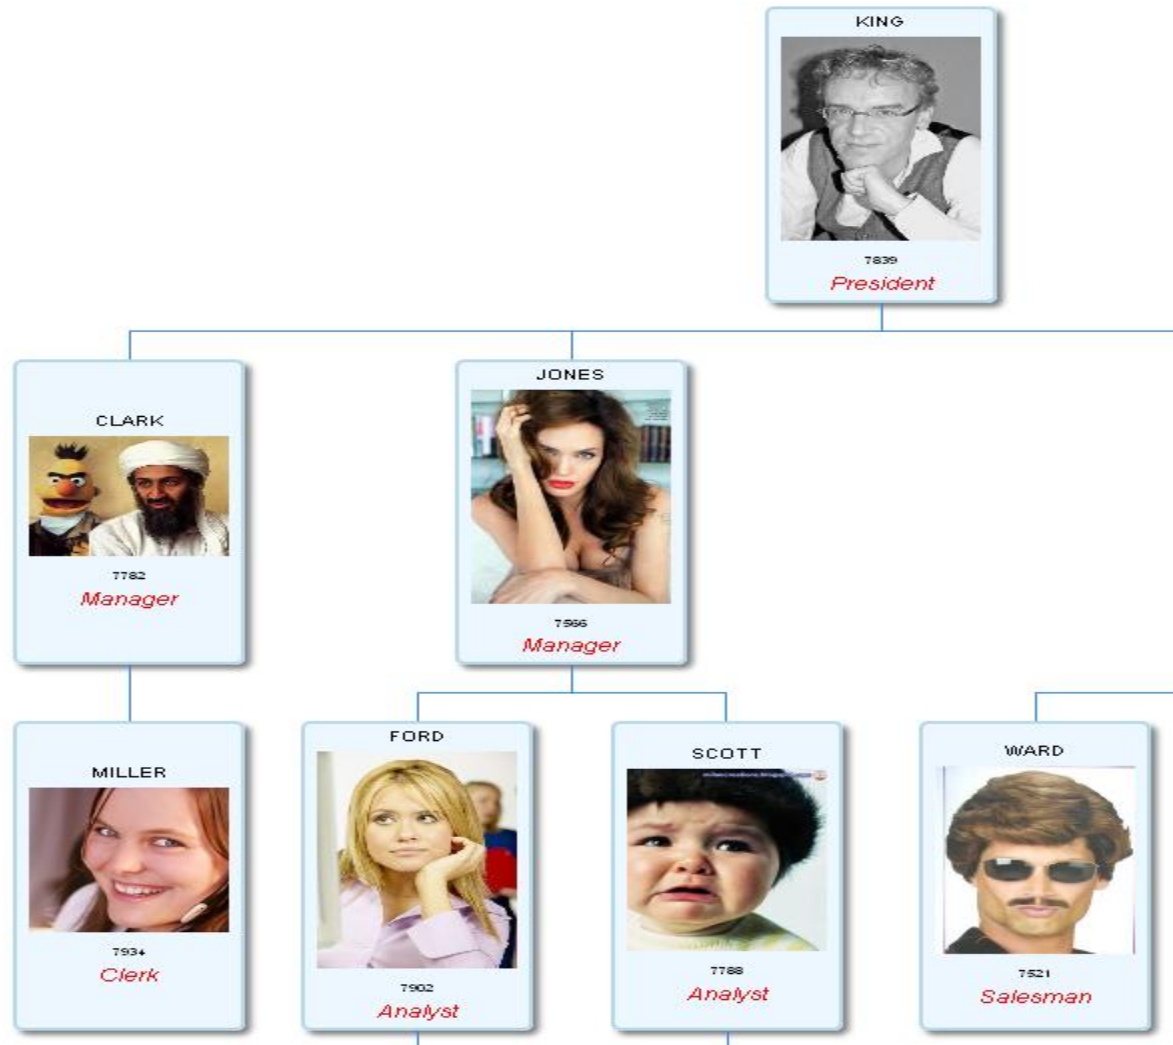 KING
7839
President
CLARK
7782
Manager
JONES
7566
Manager
MILLER
7934
Clerk
FORD
7902
Analyst
SCOTT
7788
Analyst
WARD
7521
Salesman